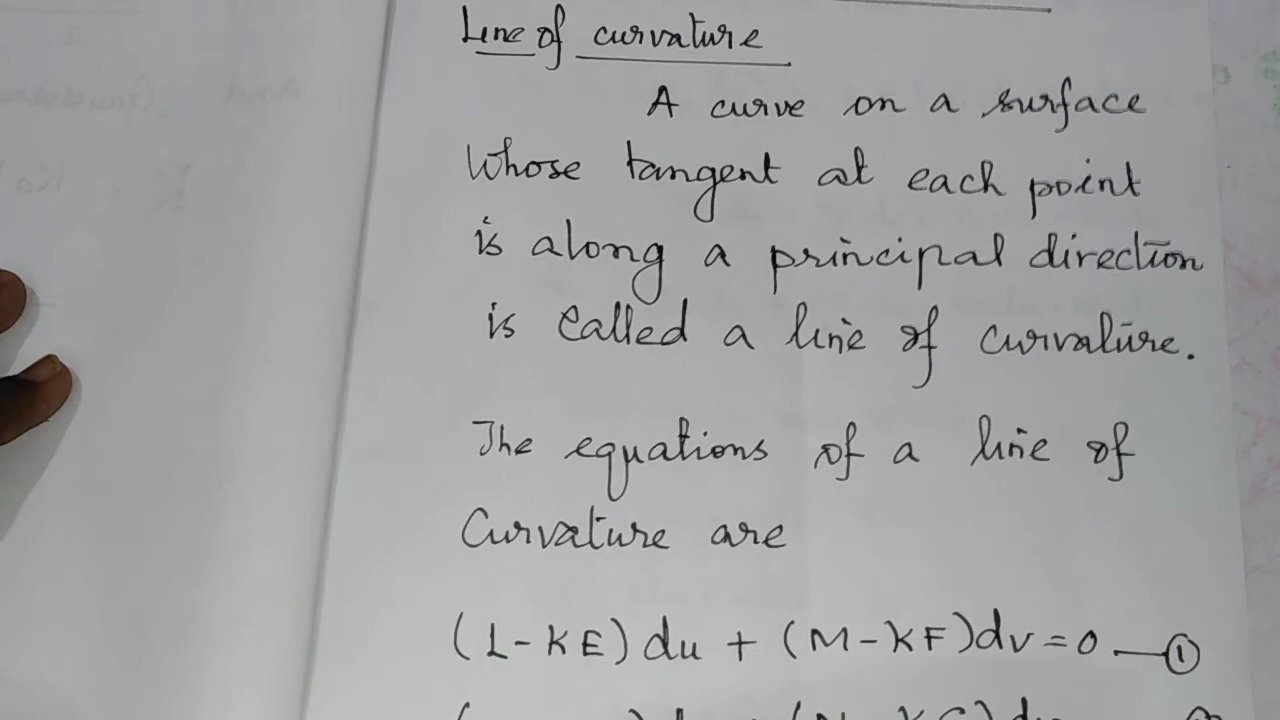 Line of curvature
A curve on a surface
Whose tangent at each point
is along a principal direction
is called a line of curvature.
The equations of a line of
Curvature are
(L-KE) du + (M-KF)dv=0 —①